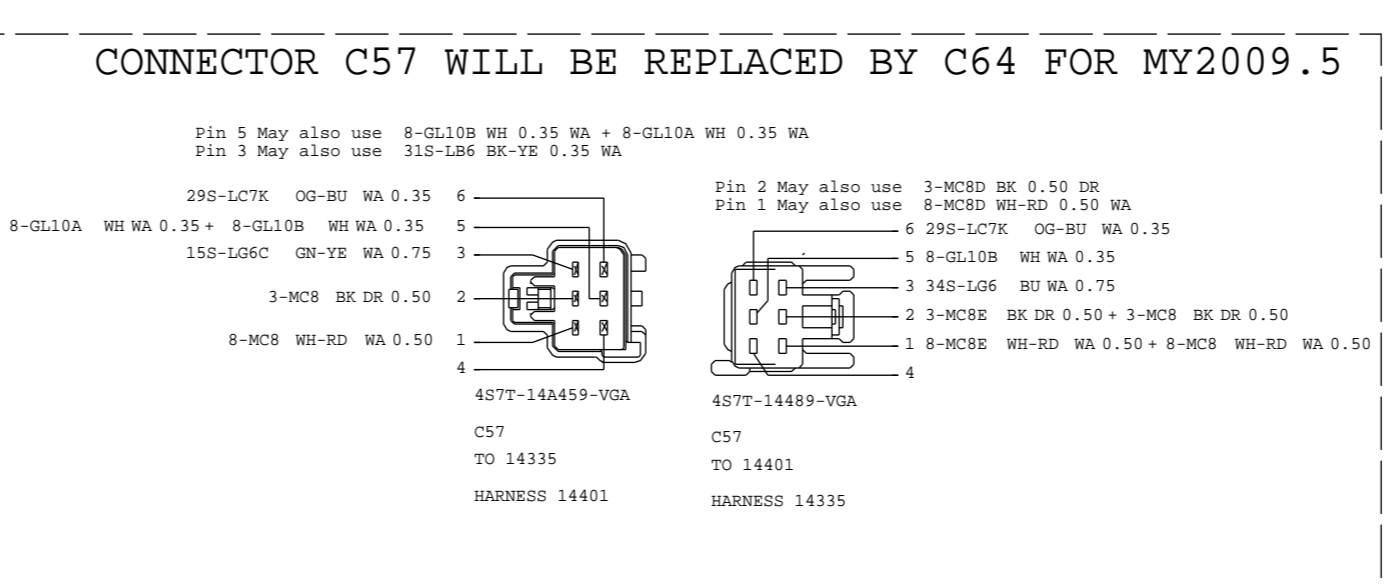 CONNECTOR C57 WILL BE REPLACED BY C64 FOR MY2009.5
Pin 5 May also use 8-GL10B WH 0.35 WA + 8-GL10A WH 0.35 WA
Pin 3 May also use 31S-LB6 BK-YE 0.35 WA
29S-LC7K OG-BU WA 0.35 6
8-GL10A WH WA 0.35 + 8-GL10B WH WA 0.35 5
15S-LG6C GN-YE WA 0.75 3
3-MC8 BK DR 0.50 2
8-MC8 WH-RD WA 0.50 1
4
4S7T-14A459-VGA
C57
TO 14335
HARNESS 14401
Pin 2 May also use 3-MC8D BK 0.50 DR
Pin 1 May also use 8-MC8D WH-RD 0.50 WA
6 29S-LC7K OG-BU WA 0.35
5 8-GL10B WH WA 0.35
3 34S-LG6 BU WA 0.75
2 3-MC8E BK DR 0.50 + 3-MC8 BK DR 0.50
1 8-MC8E WH-RD WA 0.50 + 8-MC8 WH-RD WA 0.50
4
4S7T-14489-VGA
C57
TO 14401
HARNESS 14335